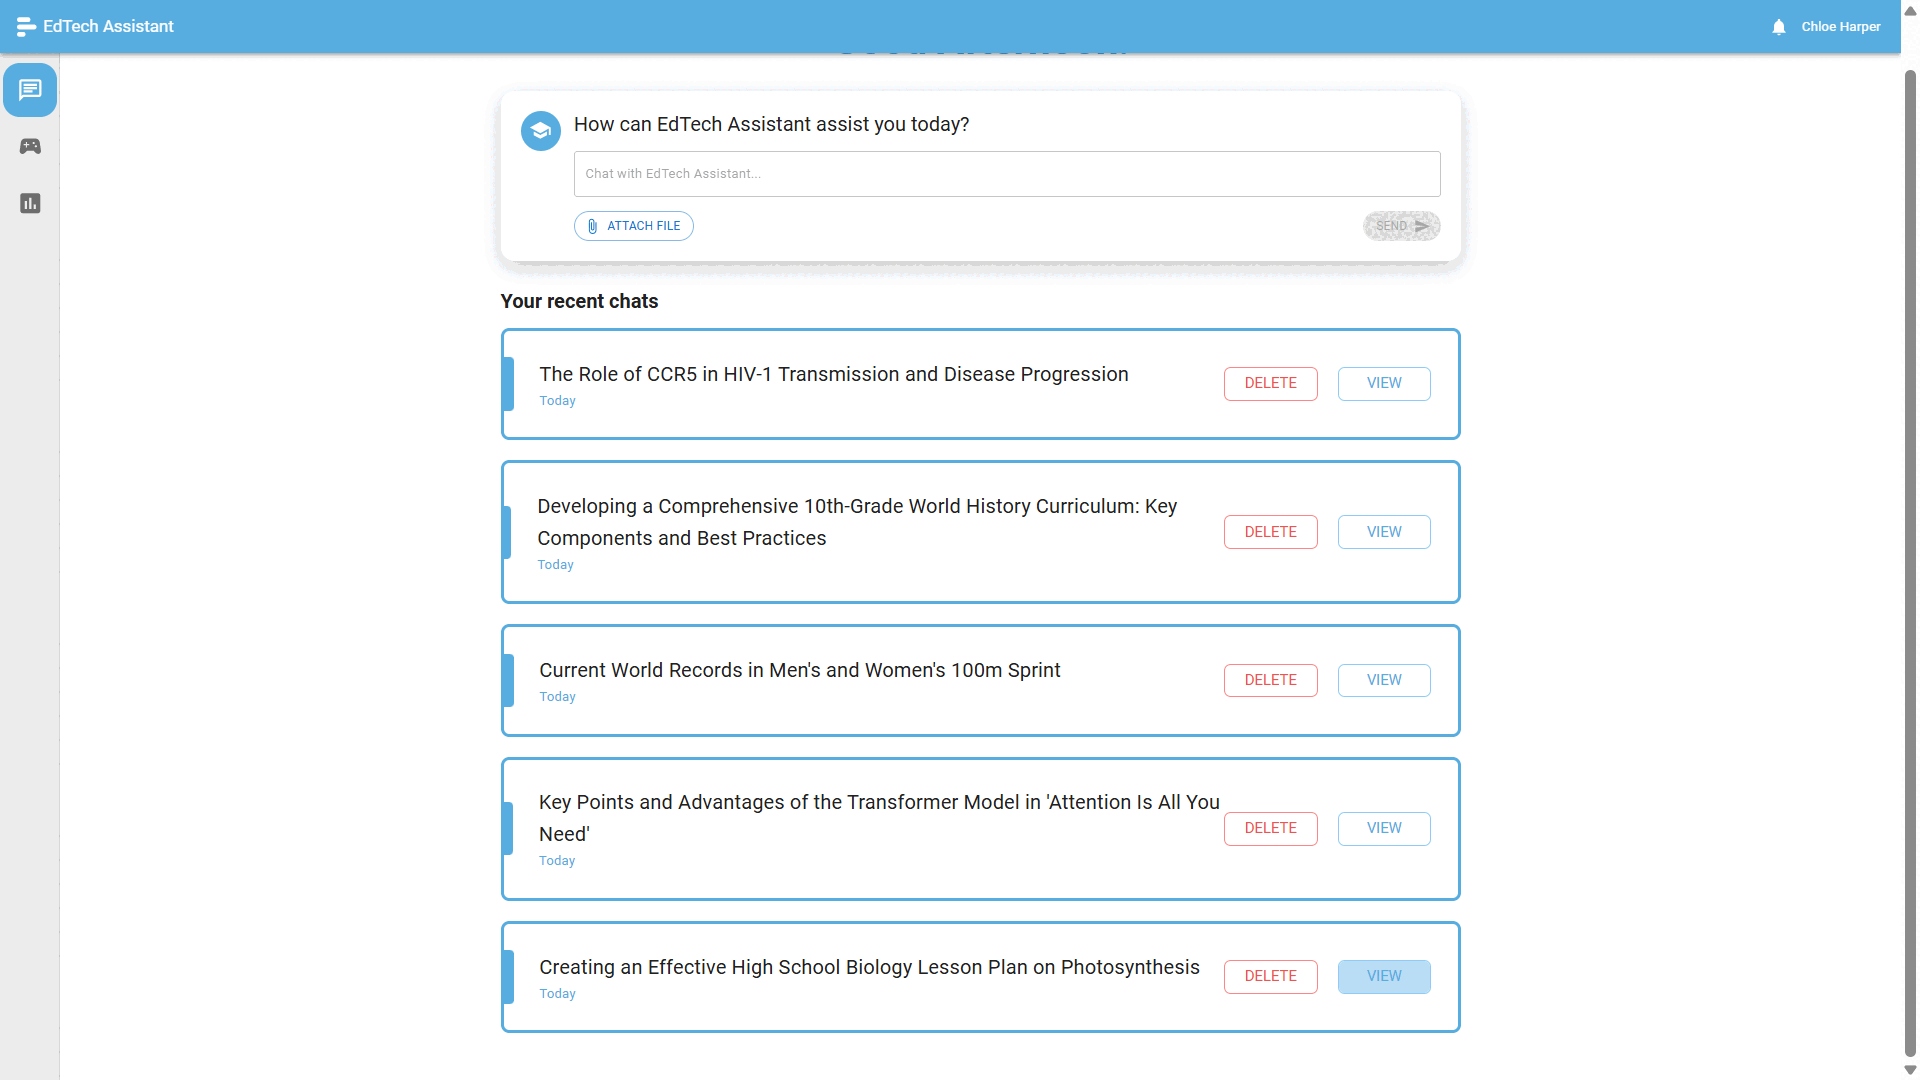 EdTech Assistant
Chloe Harper
How can EdTech Assistant assist you today?
Chat with EdTech Assistant...
ATTACH FILE
SEND
Your recent chats
The Role of CCR5 in HIV-1 Transmission and Disease Progression
Today
DELETE
VIEW
Developing a Comprehensive 10th-Grade World History Curriculum: Key
Components and Best Practices
Today
DELETE
VIEW
Current World Records in Men's and Women's 100m Sprint
Today
DELETE
VIEW
Key Points and Advantages of the Transformer Model in 'Attention Is All You
Need'
Today
DELETE
VIEW
Creating an Effective High School Biology Lesson Plan on Photosynthesis
Today
DELETE
VIEW